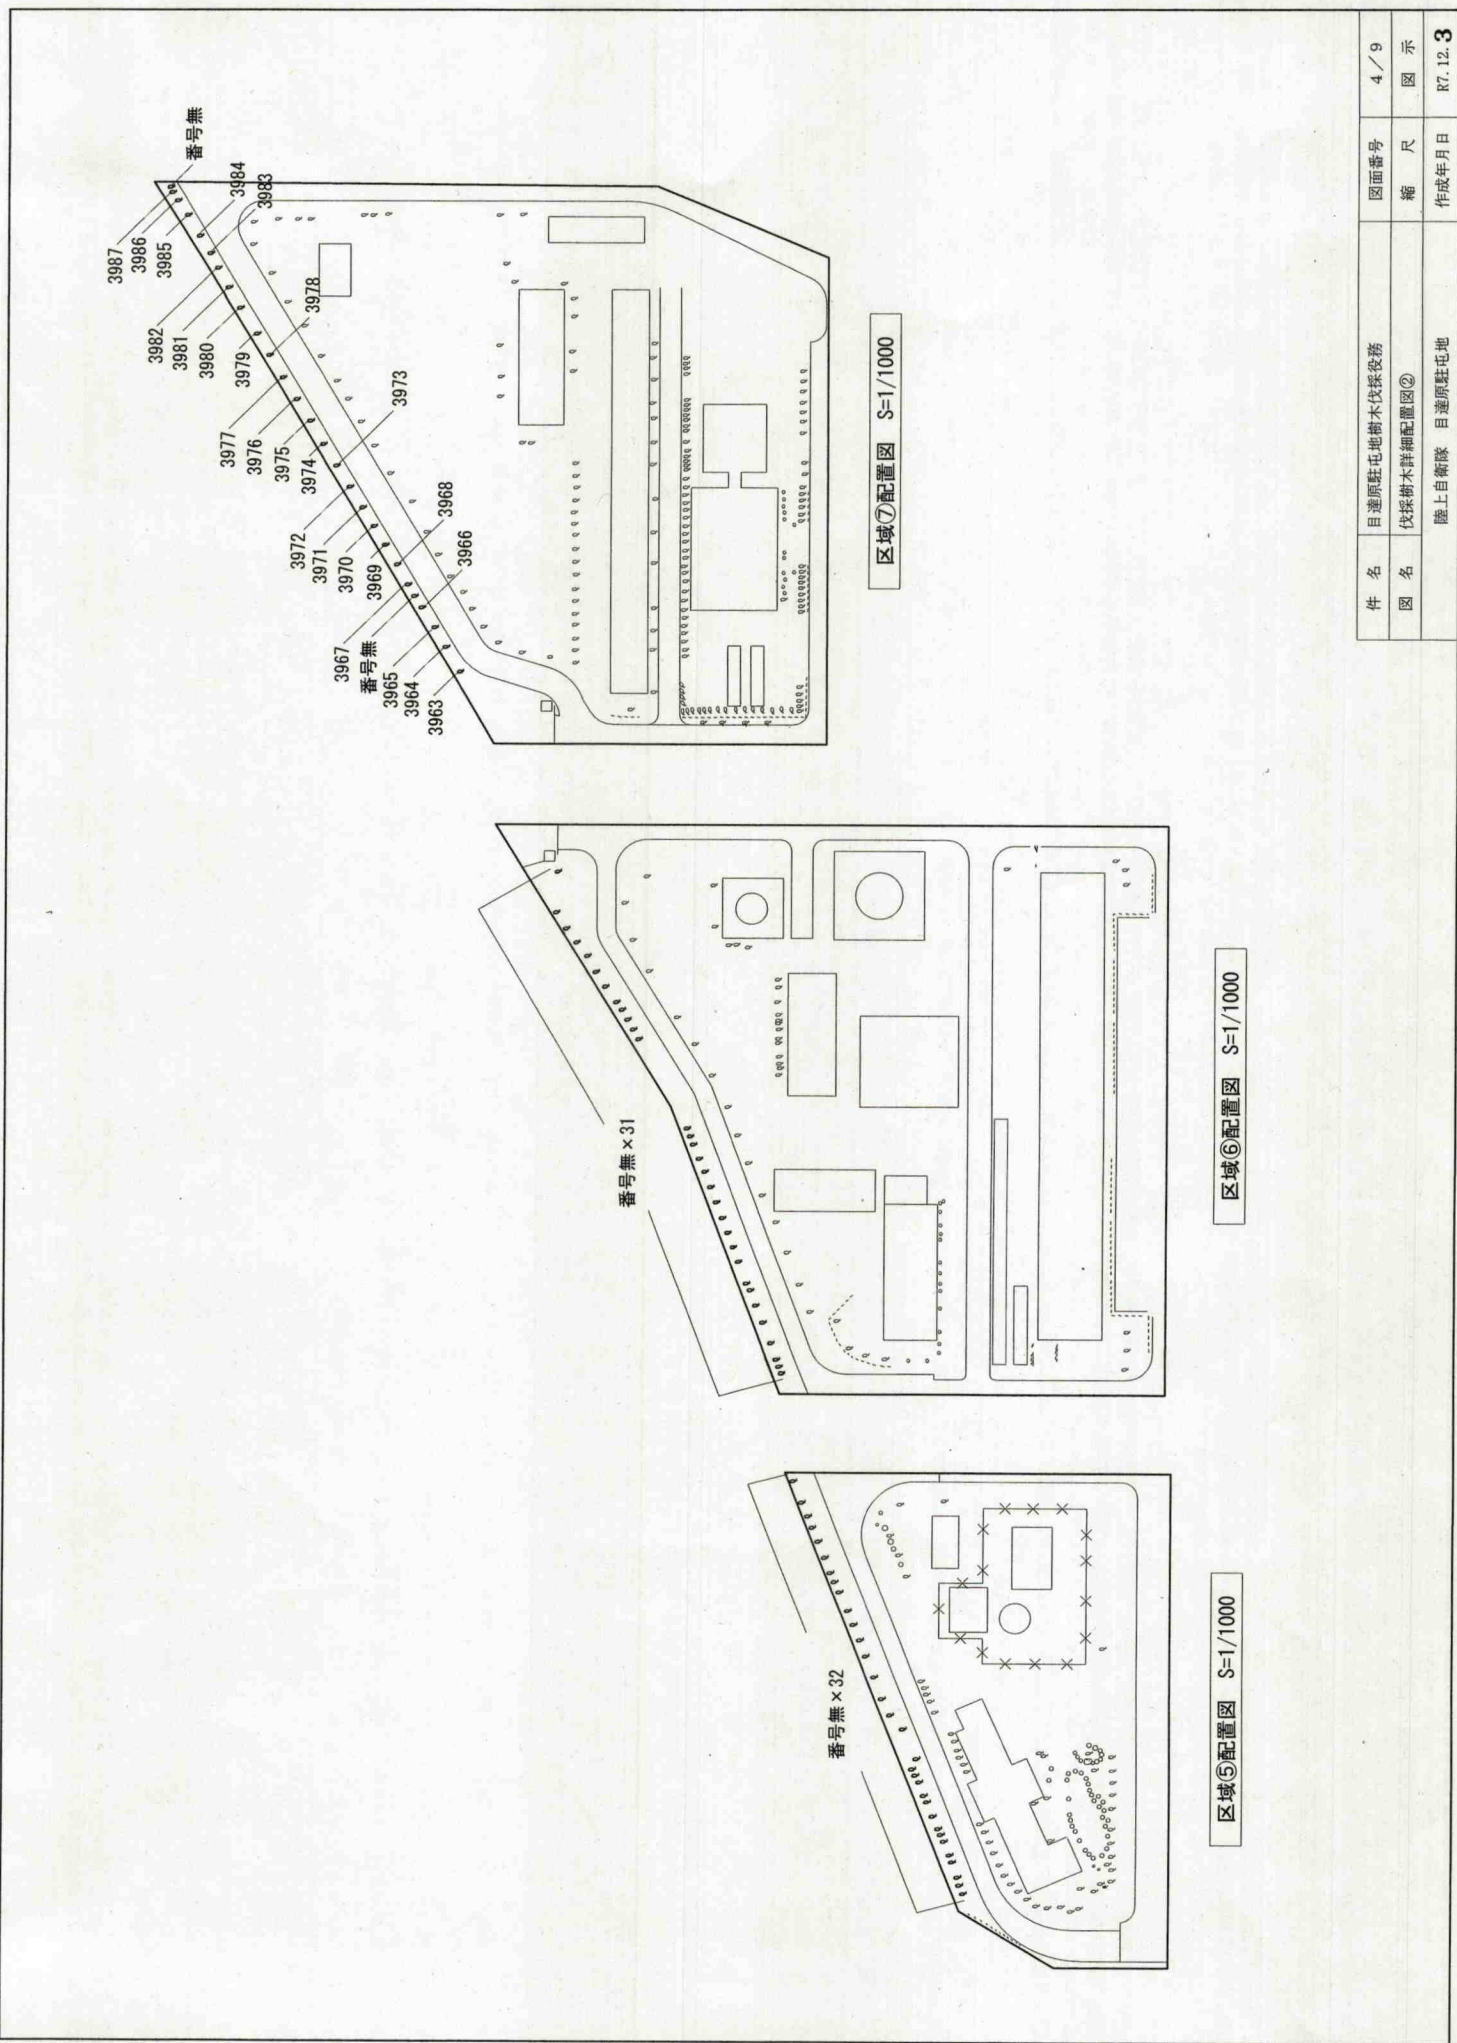 番号無×32
区域⑤配置図 S=1/1000
番号無×31
区域⑥配置図 S=1/1000
3963
3964
3965
番号無
3967
3966
3968
3969
3970
3971
3972
3973
3974
3975
3976
3977
3978
3979
3980
3981
3982
3983
3984
3985
3986
3987
番号無
区域⑦配置図 S=1/1000
件 名 目達原駐屯地樹木伐採役務 図面番号 4/9
図 名 伐採樹木詳細配置図② 縮 尺 図 示
陸上自衛隊 目達原駐屯地 作成年月日 R7.12.3